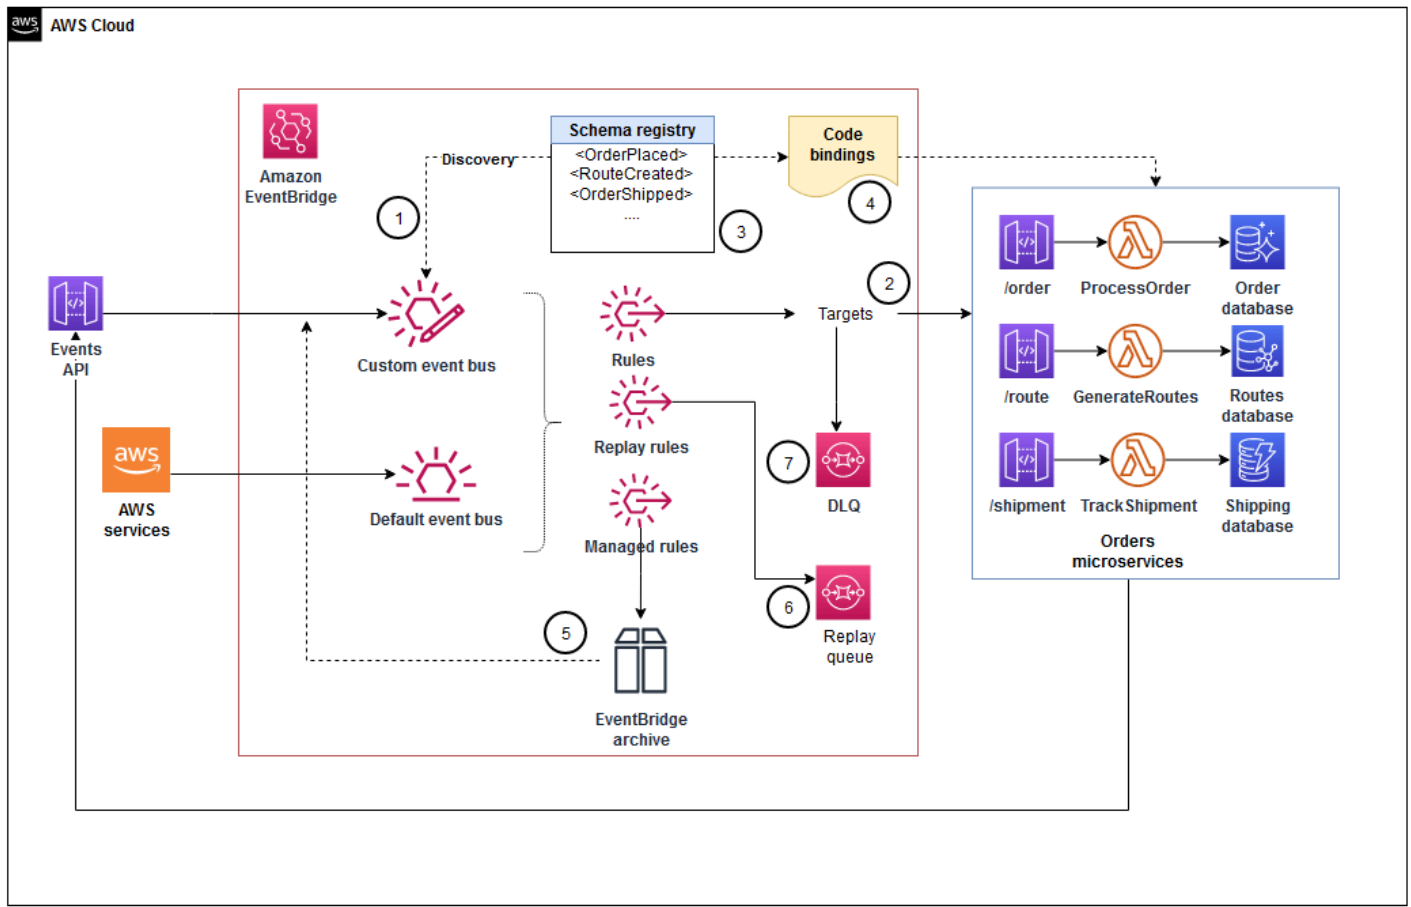 aws
AWS Cloud
Amazon
EventBridge
Schema registry
<OrderPlaced>
<RouteCreated>
<OrderShipped>
....
Discovery
Code
bindings
1
3
4
2
Events
API
Custom event bus
Rules
Targets
Replay rules
aws
AWS
services
Default event bus
Managed rules
7
DLQ
6
Replay
queue
5
EventBridge
archive
/order
ProcessOrder
Order
database
/route
GenerateRoutes
Routes
database
/shipment
TrackShipment
Shipping
database
Orders
microservices